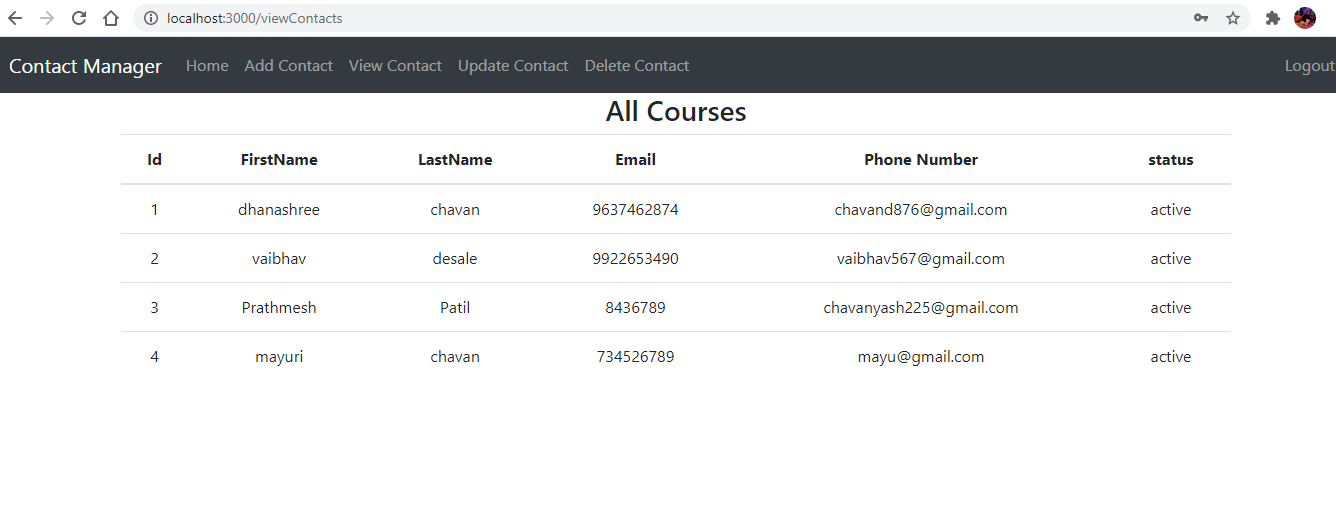 localhost:3000/viewContacts
Contact Manager Home Add Contact View Contact Update Contact Delete Contact Logout
All Courses
Id FirstName LastName Email Phone Number status
1 dhanashree chavan 9637462874 chavand876@gmail.com active
2 vaibhav desale 9922653490 vaibhav567@gmail.com active
3 Prathmesh Patil 8436789 chavanyash225@gmail.com active
4 mayuri chavan 734526789 mayu@gmail.com active